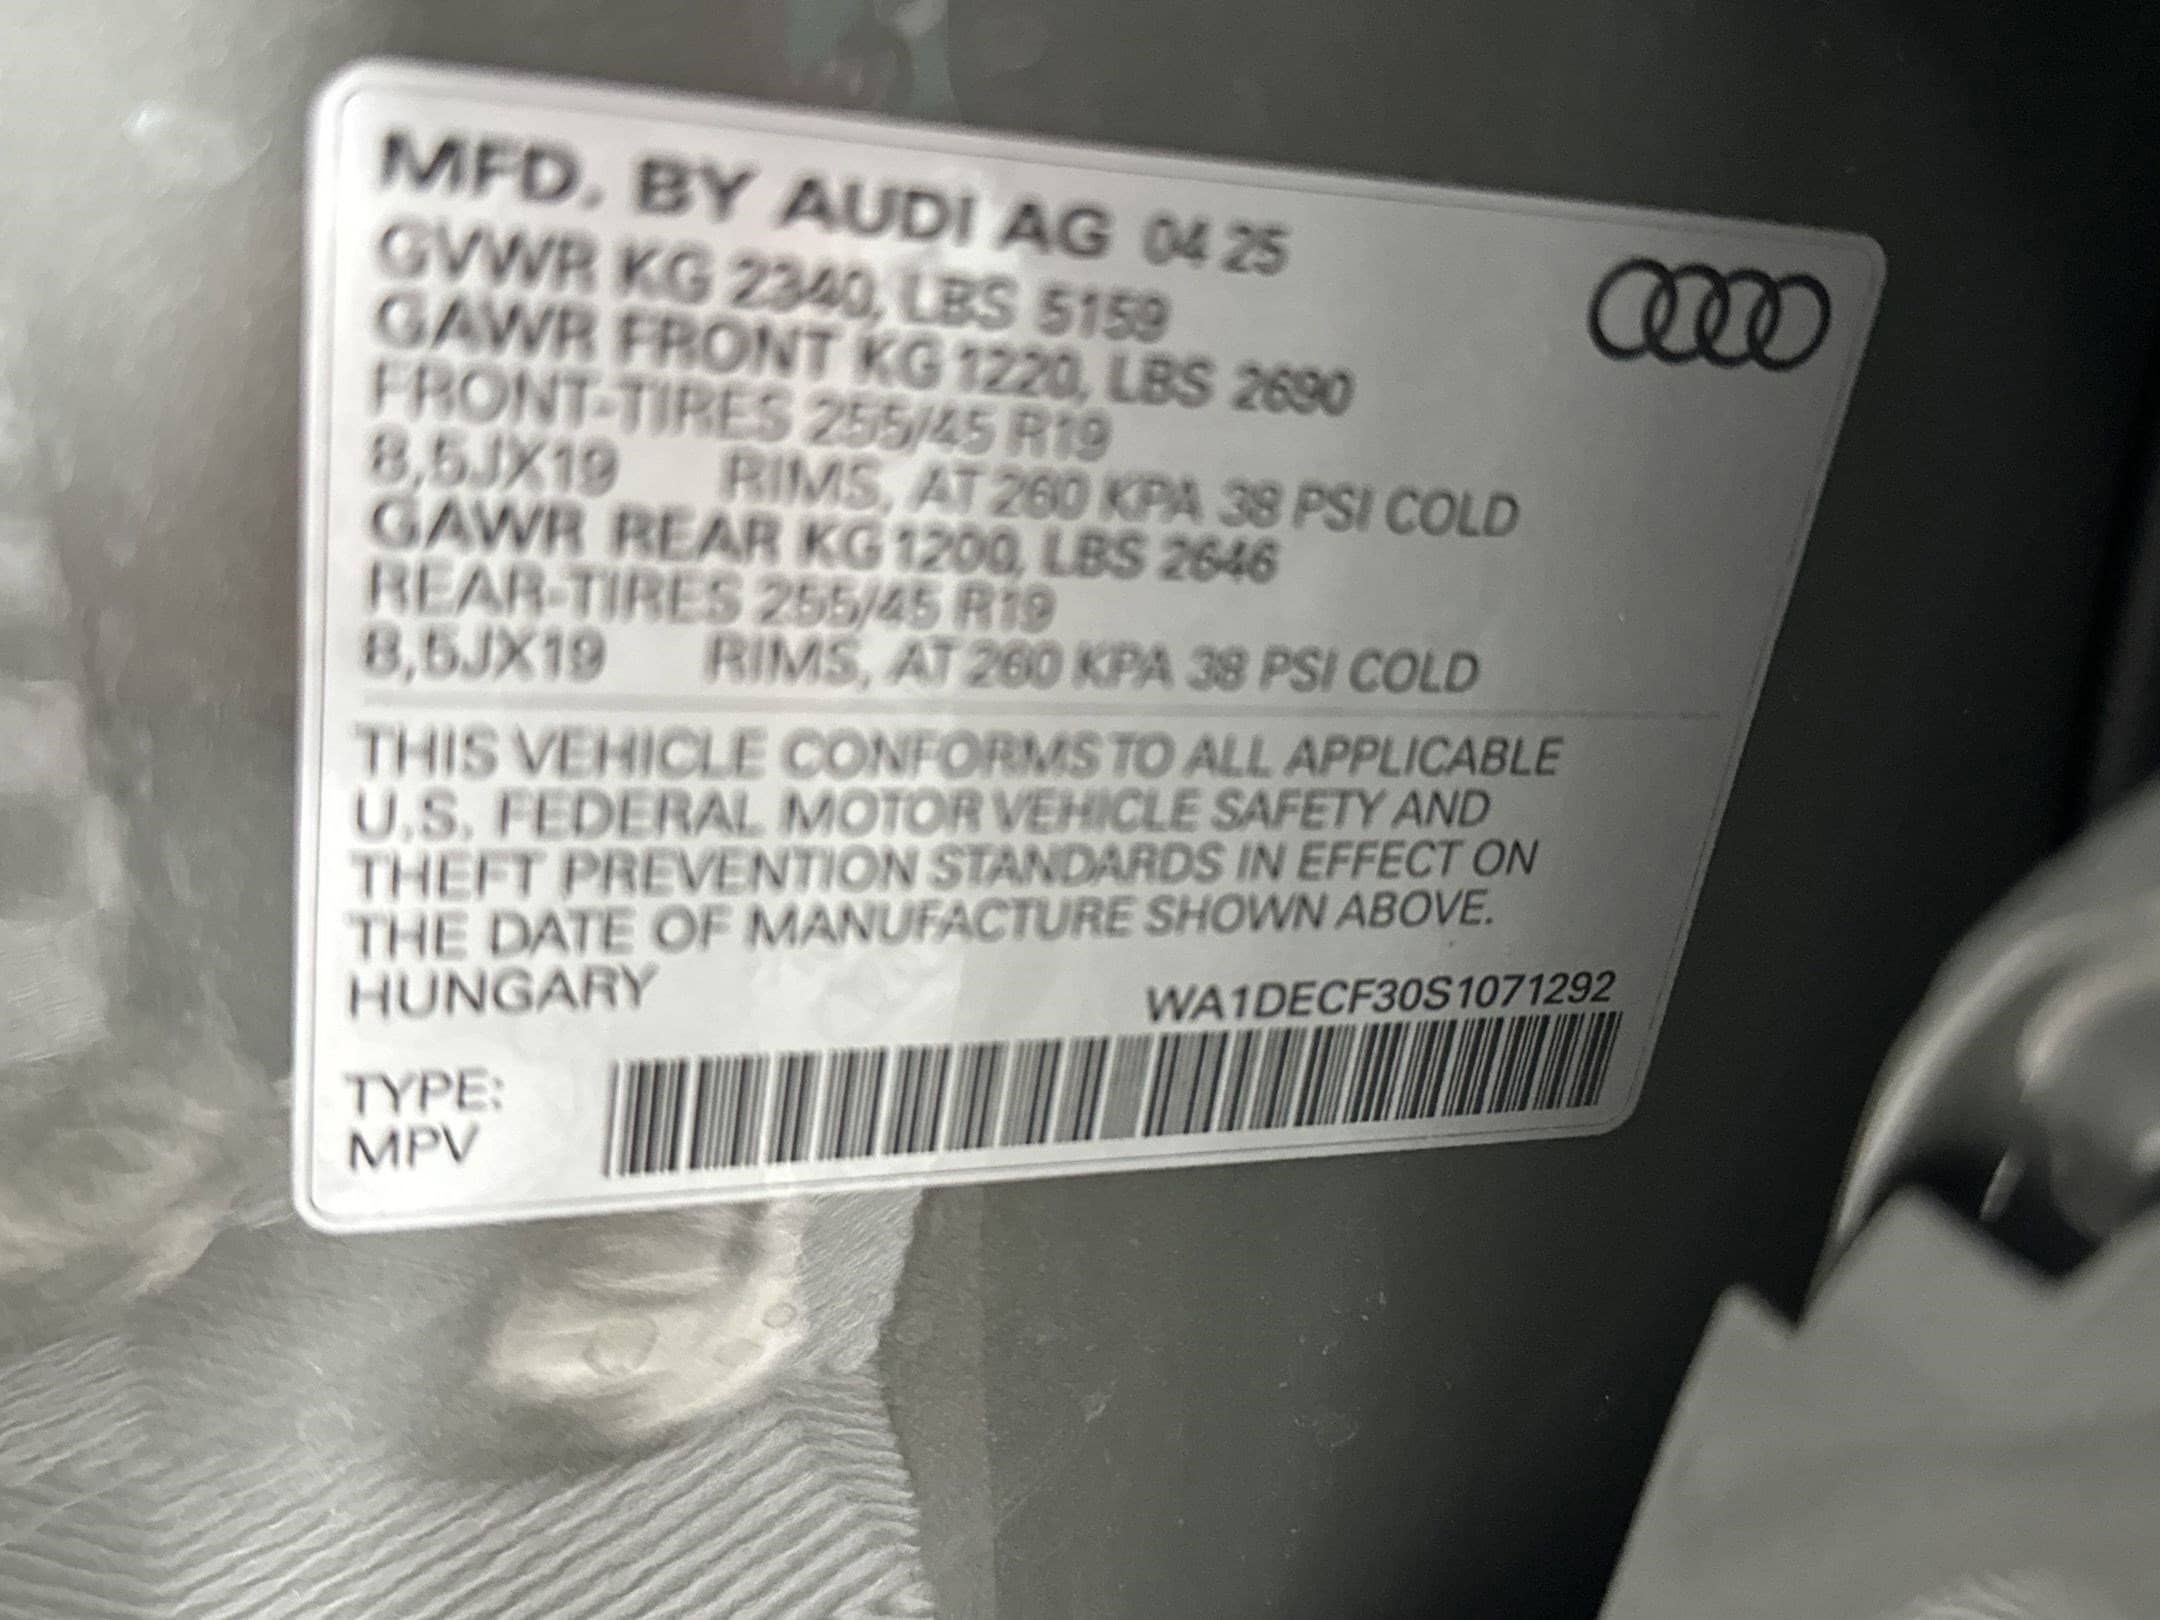 MFD. BY AUDI AG 04 25
GVWR KG 2340, LBS 5159
GAWR FRONT KG 1220, LBS 2690
FRONT-TIRES 255/45 R19
8,5JX19 RIMS, AT 260 KPA 38 PSI COLD
GAWR REAR KG 1200, LBS 2646
REAR-TIRES 255/45 R19
8,5JX19 RIMS, AT 260 KPA 38 PSI COLD
THIS VEHICLE CONFORMS TO ALL APPLICABLE
U.S. FEDERAL MOTOR VEHICLE SAFETY AND
THEFT PREVENTION STANDARDS IN EFFECT ON
THE DATE OF MANUFACTURE SHOWN ABOVE.
HUNGARY WA1DECF30S1071292
TYPE:
MPV